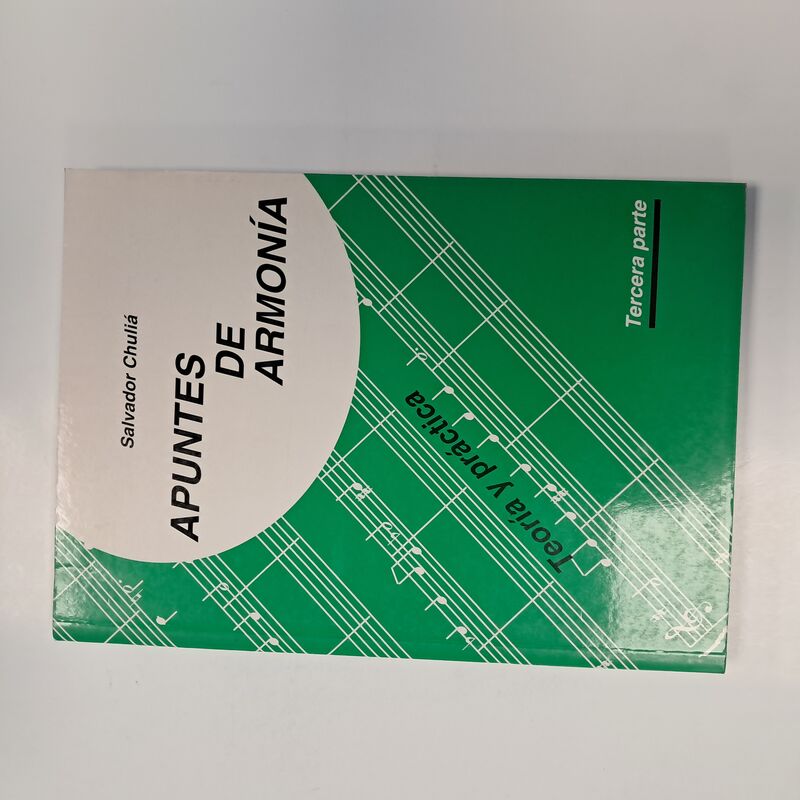 Salvador Chuliá
APUNTES
DE
ARMONÍA
Teoría y práctica
Tercera parte